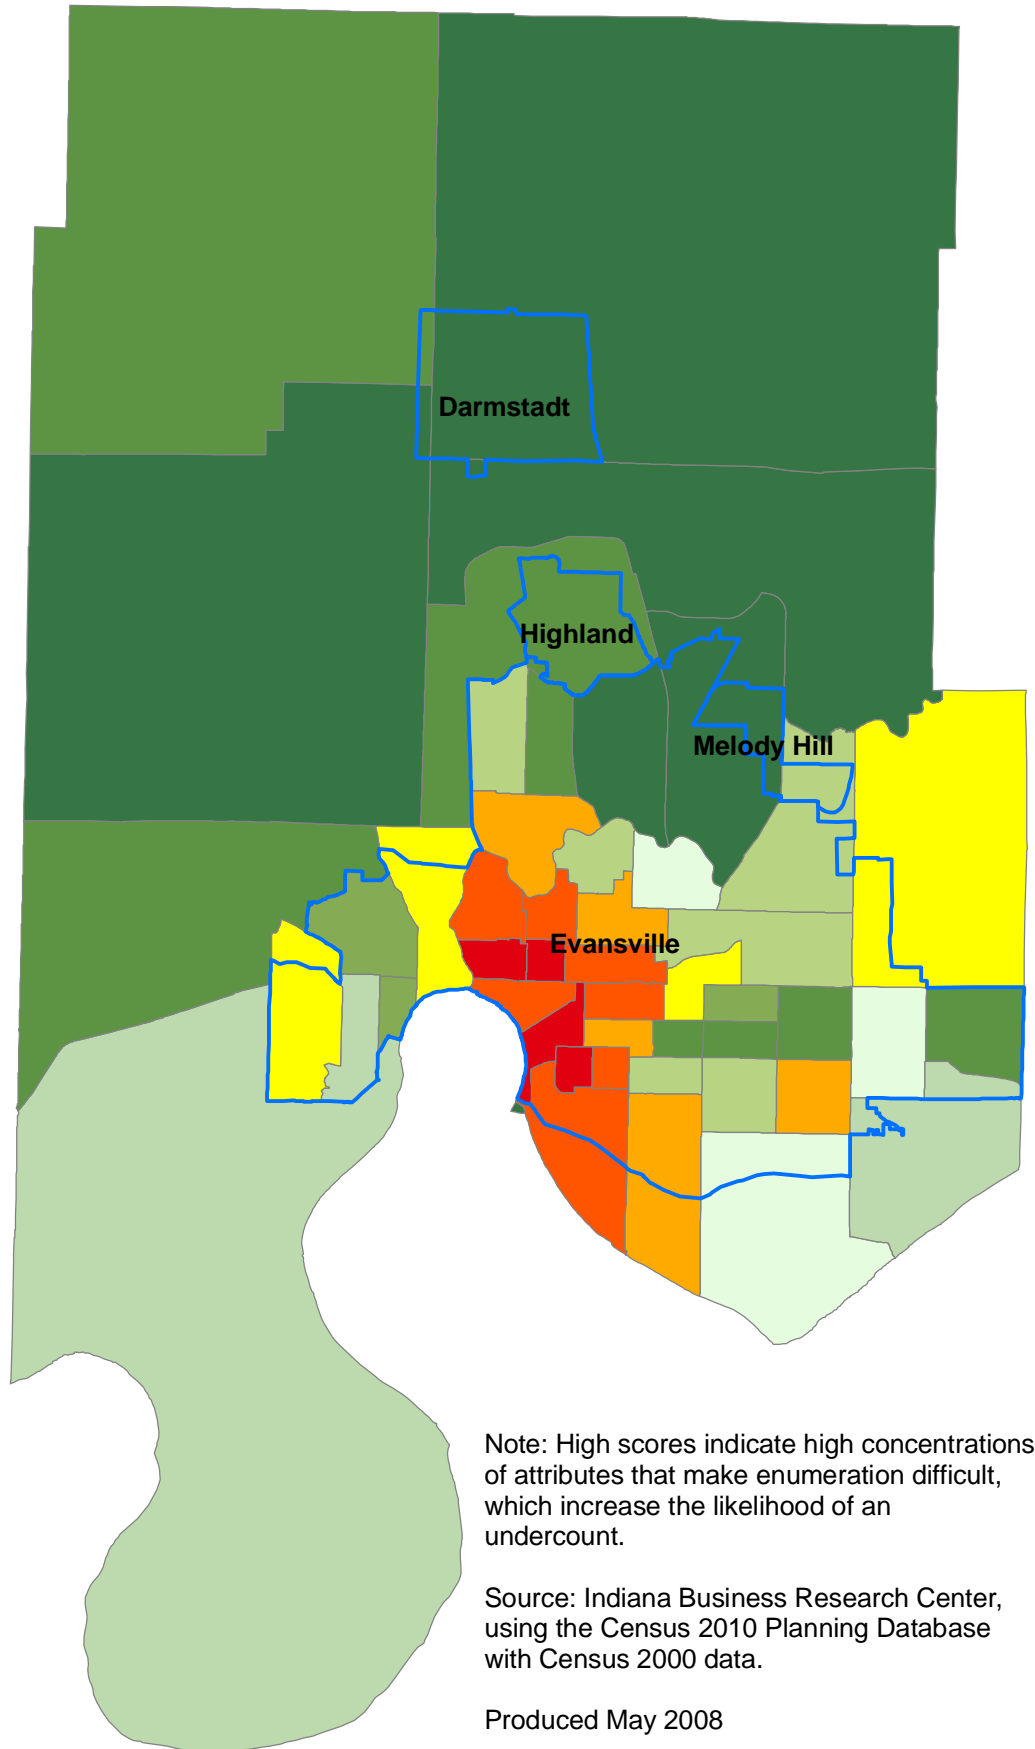 Darmstadt
Highland
Melody Hill
Evansville
Note: High scores indicate high concentrations
of attributes that make enumeration difficult,
which increase the likelihood of an
undercount.
Source: Indiana Business Research Center,
using the Census 2010 Planning Database
with Census 2000 data.
Produced May 2008